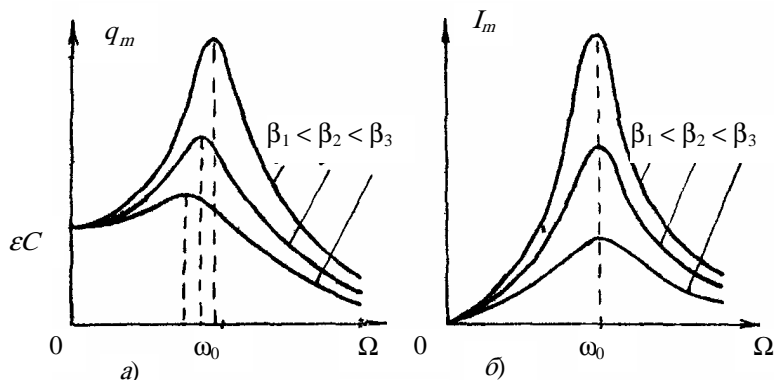 q_m
β₁ < β₂ < β₃
εC
0
ω₀
Ω
а)
I_m
β₁ < β₂ < β₃
0
ω₀
Ω
б)